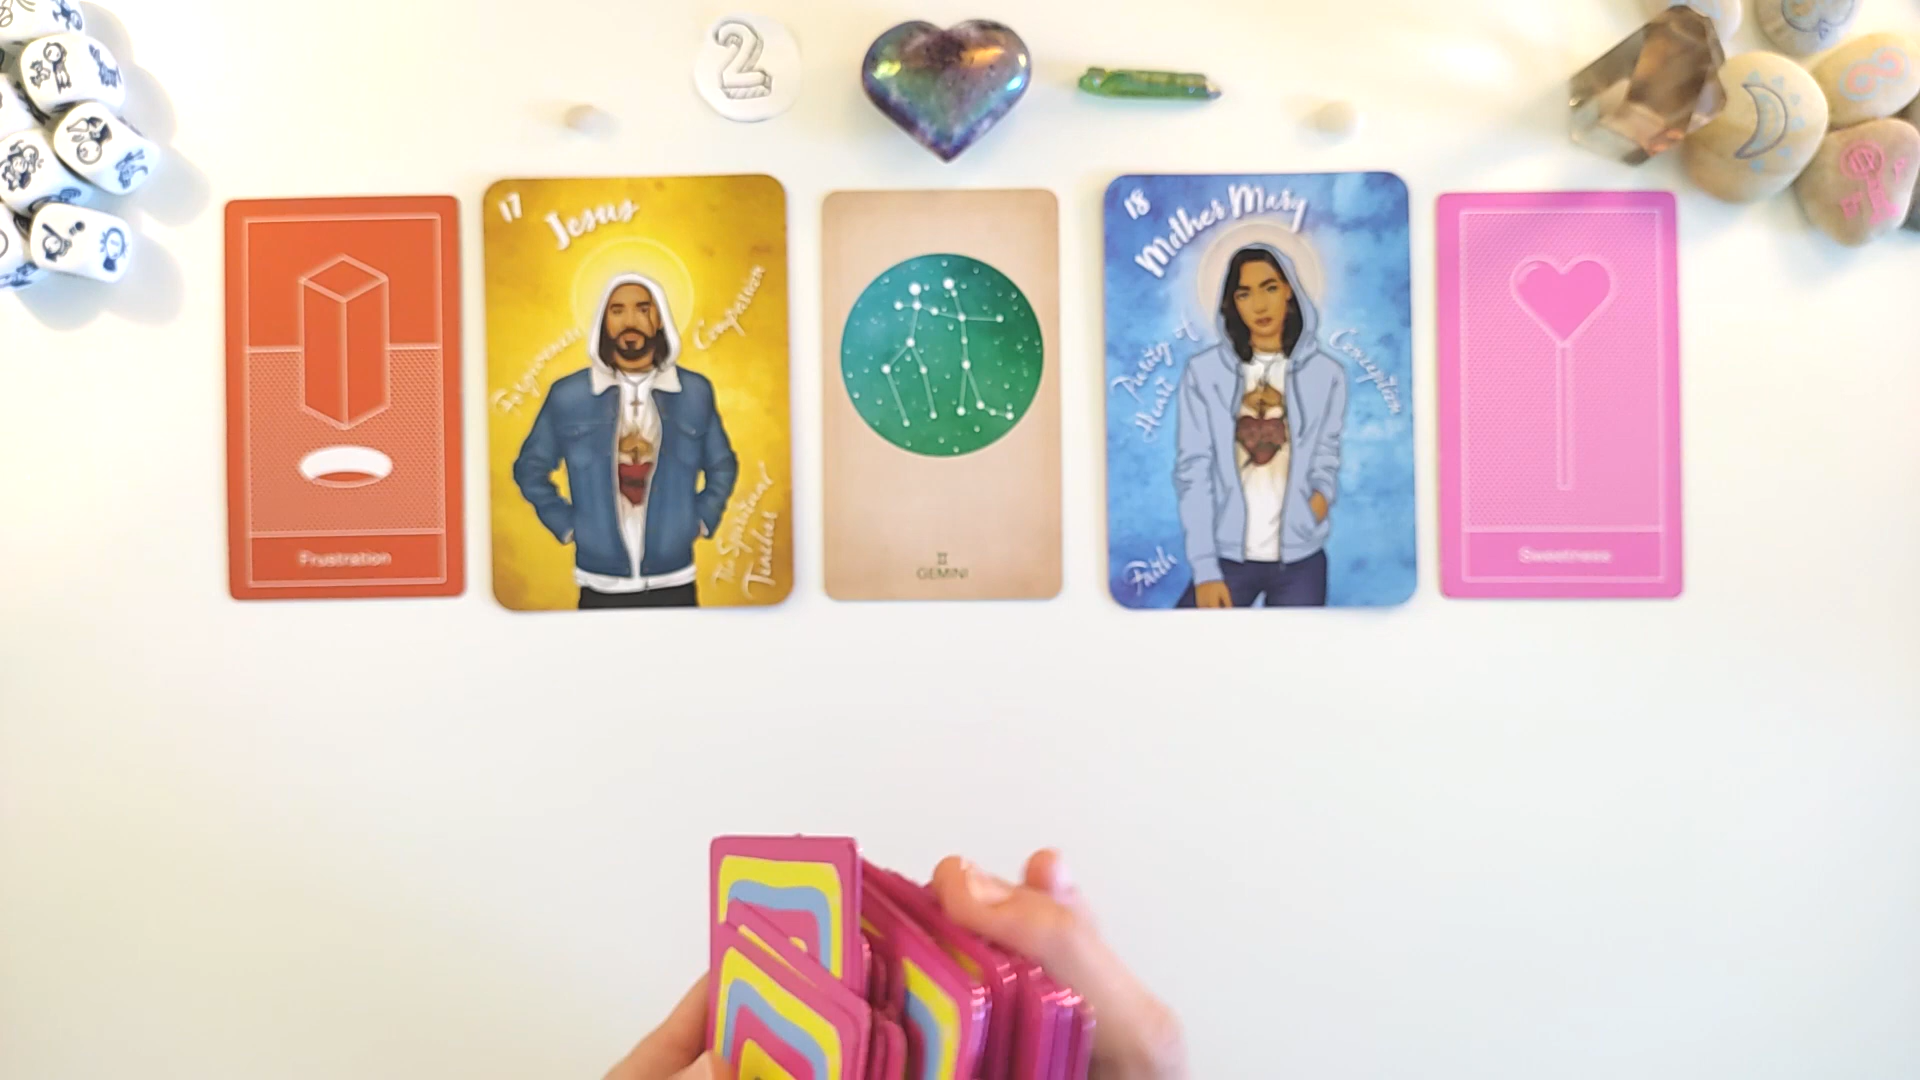 2
Frustration
17
Jesus
Forgiveness
Compassion
The Spiritual
Teacher
♊
GEMINI
18
Mother Mary
Purity of
Heart
Conception
Faith
Sweetness